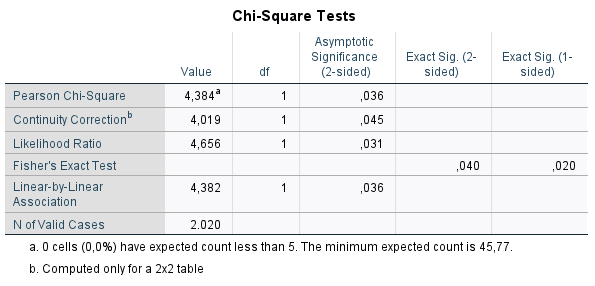 Chi-Square Tests
Value df Asymptotic Significance (2-sided) Exact Sig. (2-sided) Exact Sig. (1-sided)
Pearson Chi-Square 4,384a 1 ,036
Continuity Correctionb 4,019 1 ,045
Likelihood Ratio 4,656 1 ,031
Fisher's Exact Test ,040 ,020
Linear-by-Linear Association 4,382 1 ,036
N of Valid Cases 2.020
a. 0 cells (0,0%) have expected count less than 5. The minimum expected count is 45,77.
b. Computed only for a 2x2 table